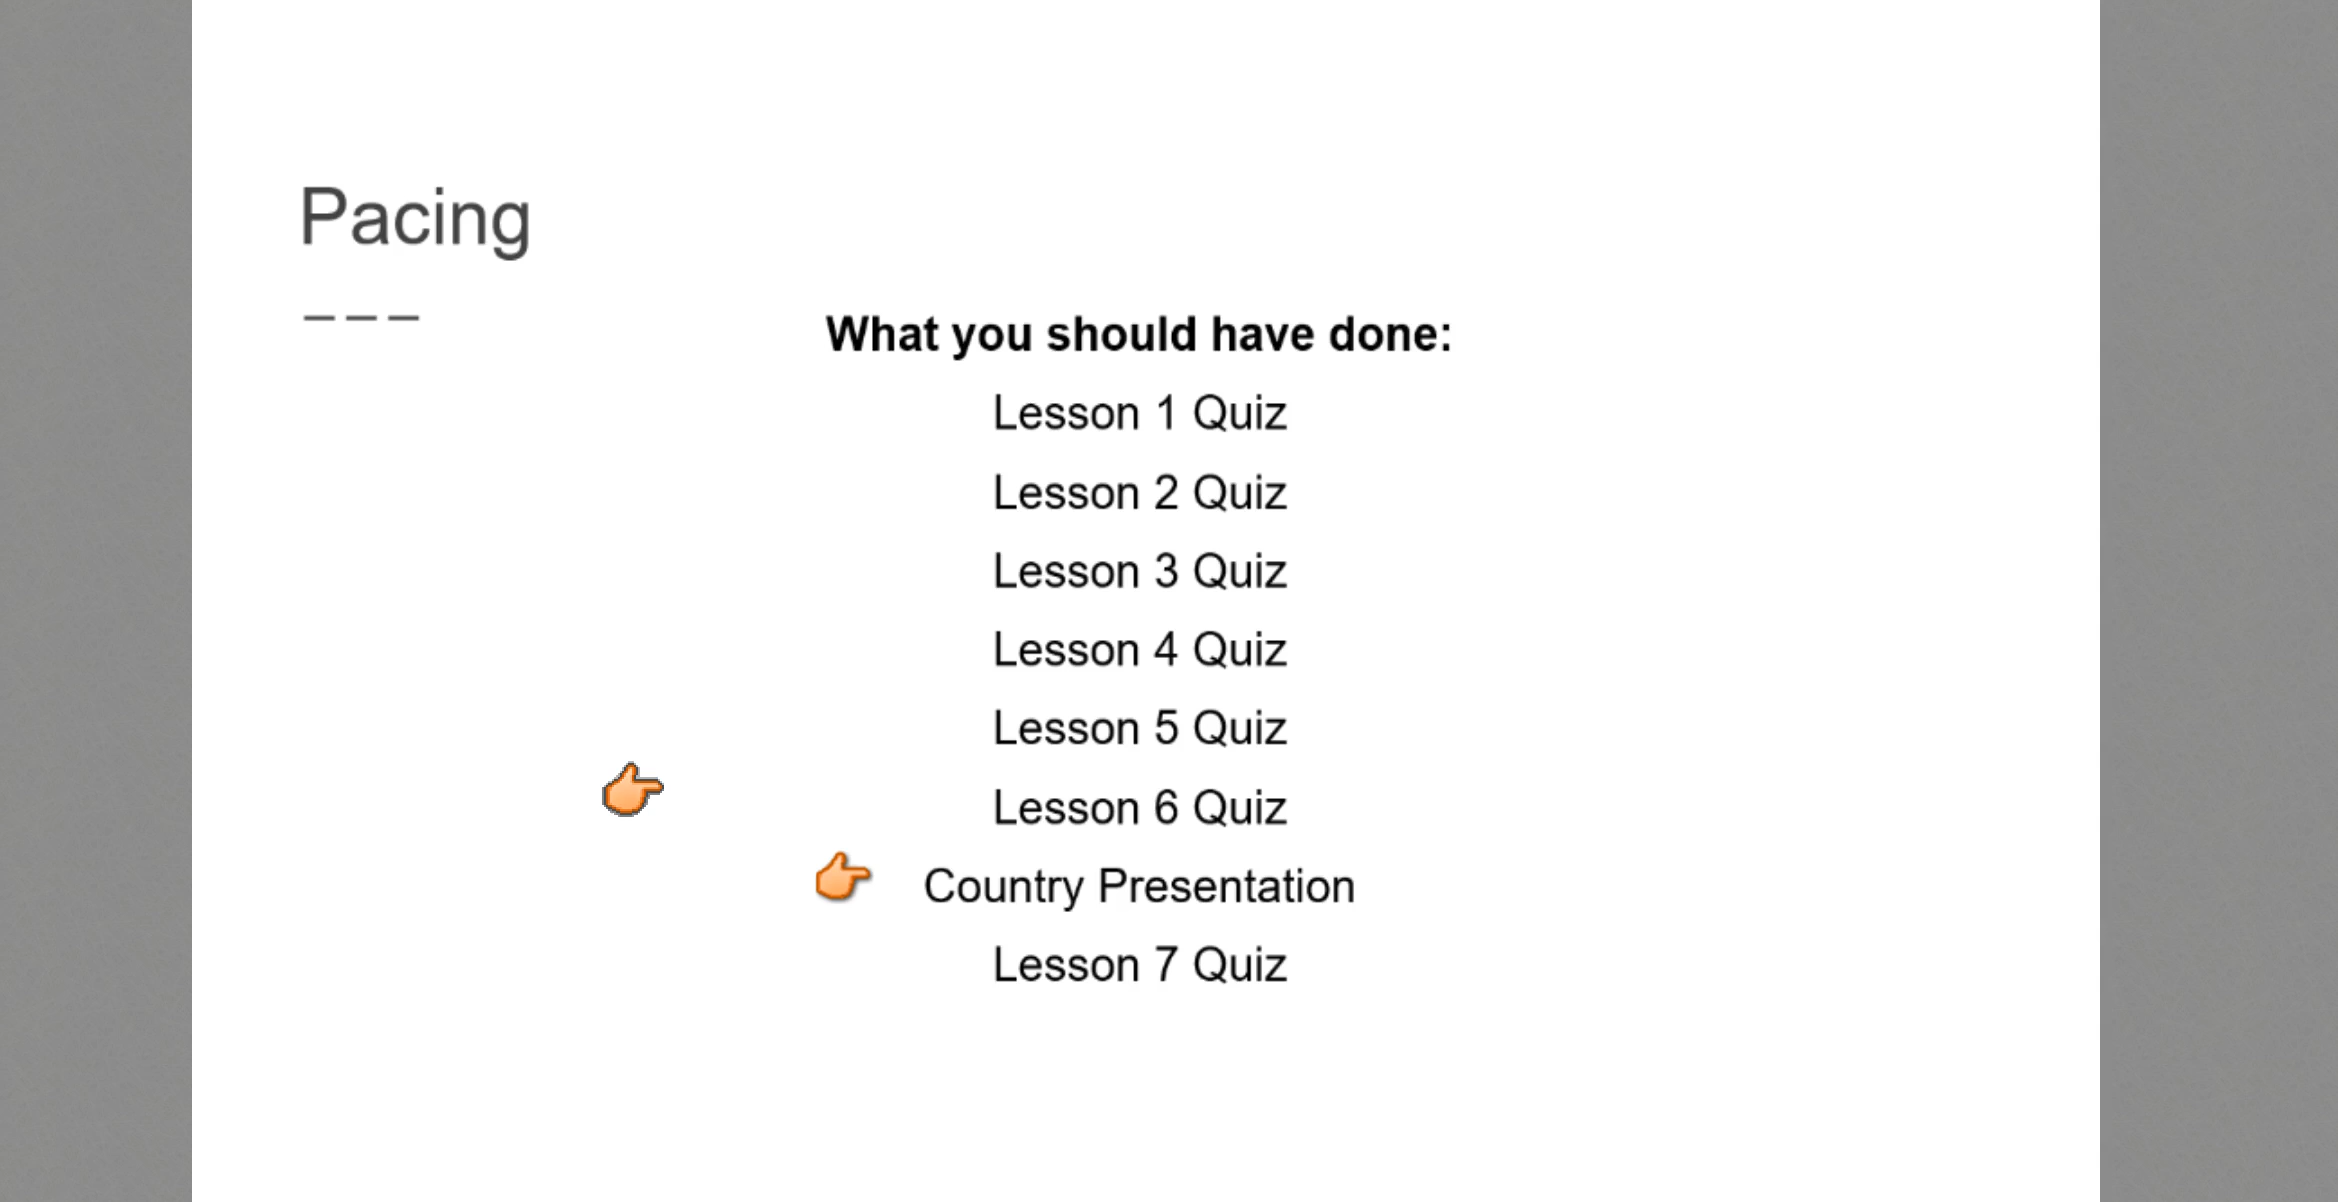 Pacing
___
What you should have done:
Lesson 1 Quiz
Lesson 2 Quiz
Lesson 3 Quiz
Lesson 4 Quiz
Lesson 5 Quiz
Lesson 6 Quiz
Country Presentation
Lesson 7 Quiz